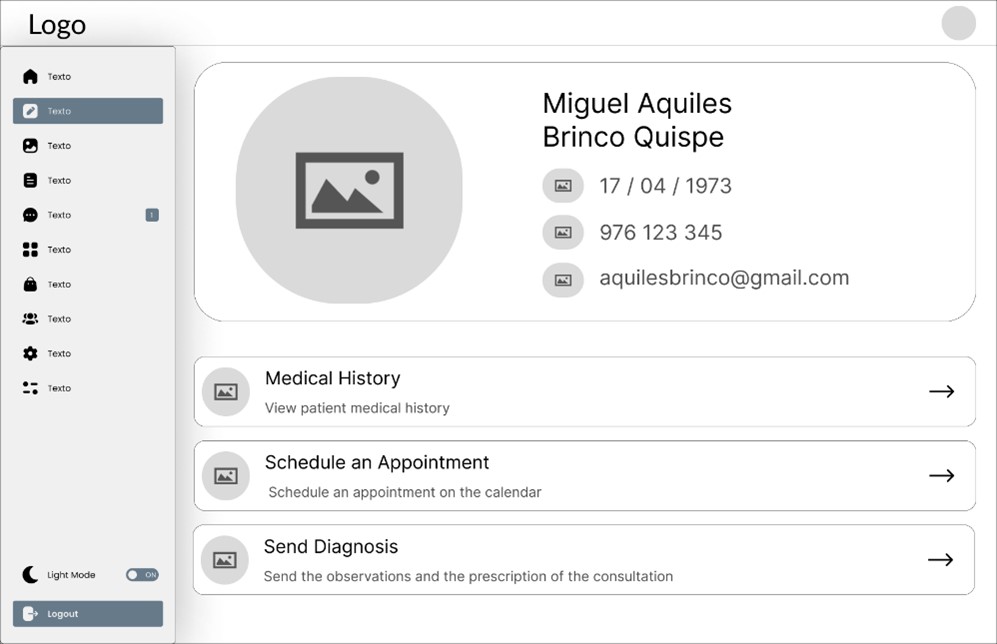 Logo
Texto
Texto
Texto
Texto
Texto
Texto
Texto
Texto
Texto
Texto
Light Mode
ON
Logout
Miguel Aquiles
Brinco Quispe
17 / 04 / 1973
976 123 345
aquilesbrinco@gmail.com
Medical History
View patient medical history
Schedule an Appointment
Schedule an appointment on the calendar
Send Diagnosis
Send the observations and the prescription of the consultation